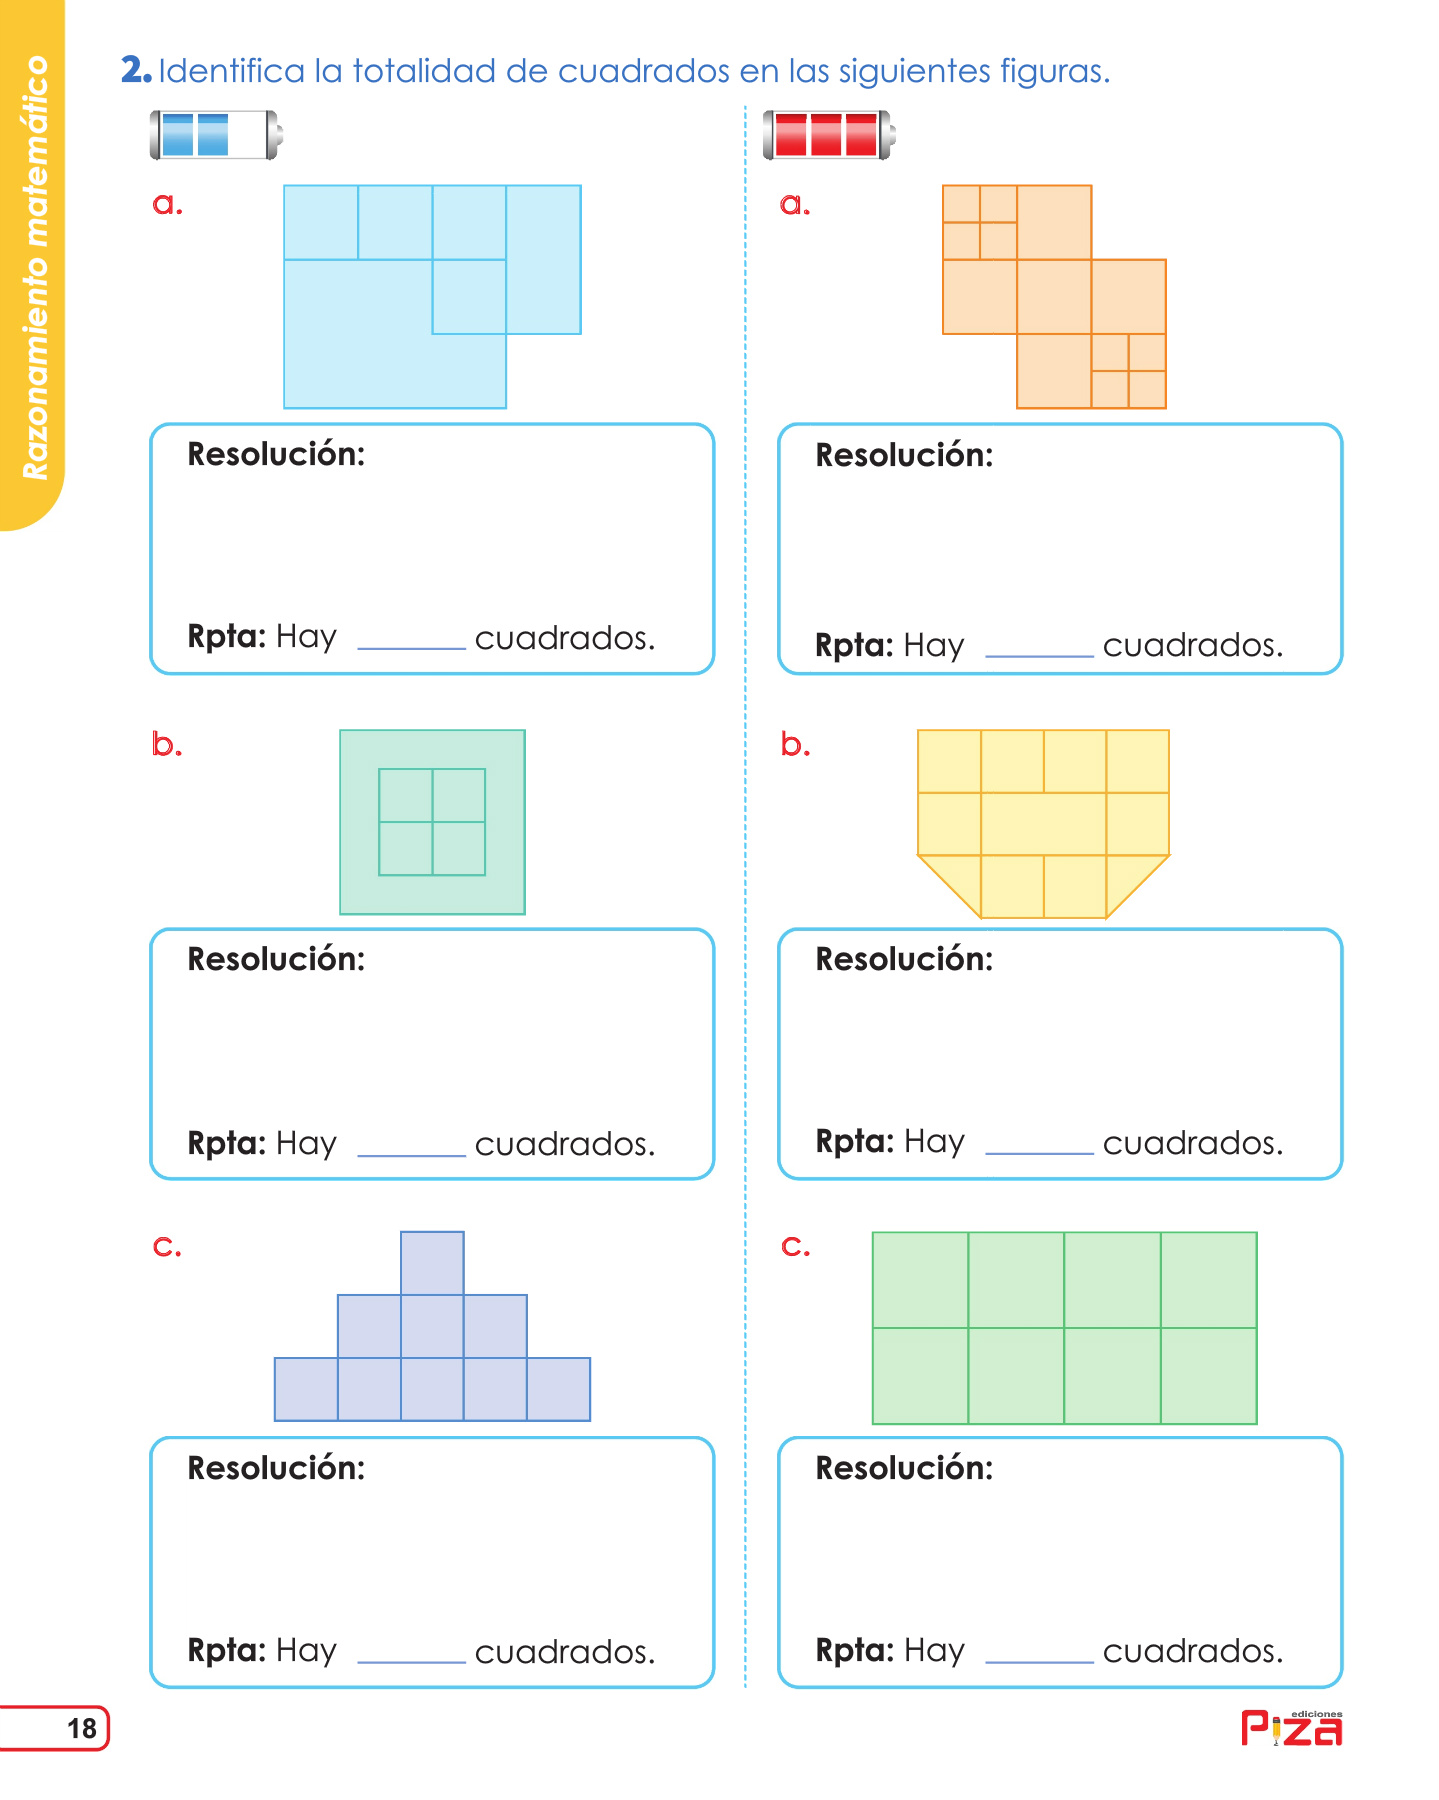 Razonamiento matemático
2. Identifica la totalidad de cuadrados en las siguientes figuras.
a.
Resolución:
Rpta: Hay ______ cuadrados.
b.
Resolución:
Rpta: Hay ______ cuadrados.
c.
Resolución:
Rpta: Hay ______ cuadrados.
a.
Resolución:
Rpta: Hay ______ cuadrados.
b.
Resolución:
Rpta: Hay ______ cuadrados.
c.
Resolución:
Rpta: Hay ______ cuadrados.
18
ediciones
Piza